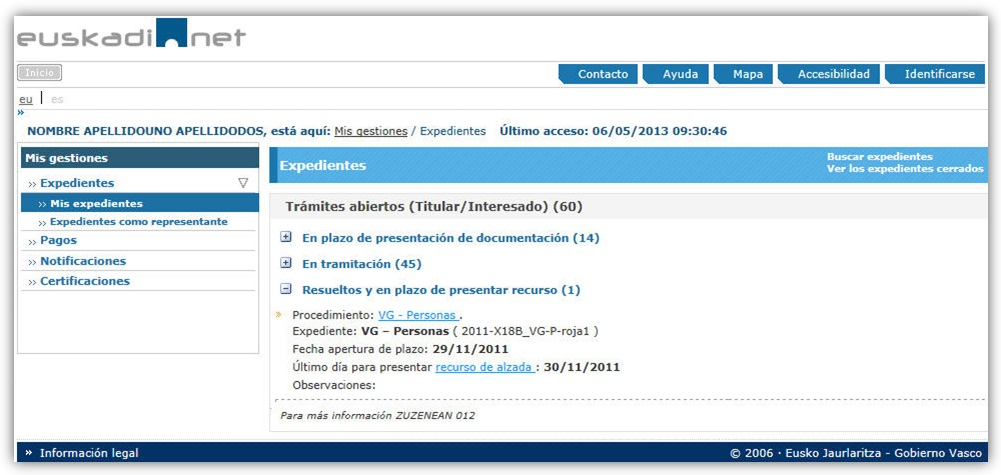 euskadi.net
Inicio
Contacto Ayuda Mapa Accesibilidad Identificarse
eu | es
»
NOMBRE APELLIDOUNO APELLIDODOS, está aquí: Mis gestiones / Expedientes Último acceso: 06/05/2013 09:30:46
Mis gestiones
» Expedientes
» Mis expedientes
» Expedientes como representante
» Pagos
» Notificaciones
» Certificaciones
Expedientes
Buscar expedientes
Ver los expedientes cerrados
Trámites abiertos (Titular/Interesado) (60)
En plazo de presentación de documentación (14)
En tramitación (45)
Resueltos y en plazo de presentar recurso (1)
» Procedimiento: VG - Personas .
Expediente: VG – Personas ( 2011-X18B_VG-P-roja1 )
Fecha apertura de plazo: 29/11/2011
Último día para presentar recurso de alzada : 30/11/2011
Observaciones:
Para más información ZUZENEAN 012
» Información legal
© 2006 · Eusko Jaurlaritza - Gobierno Vasco